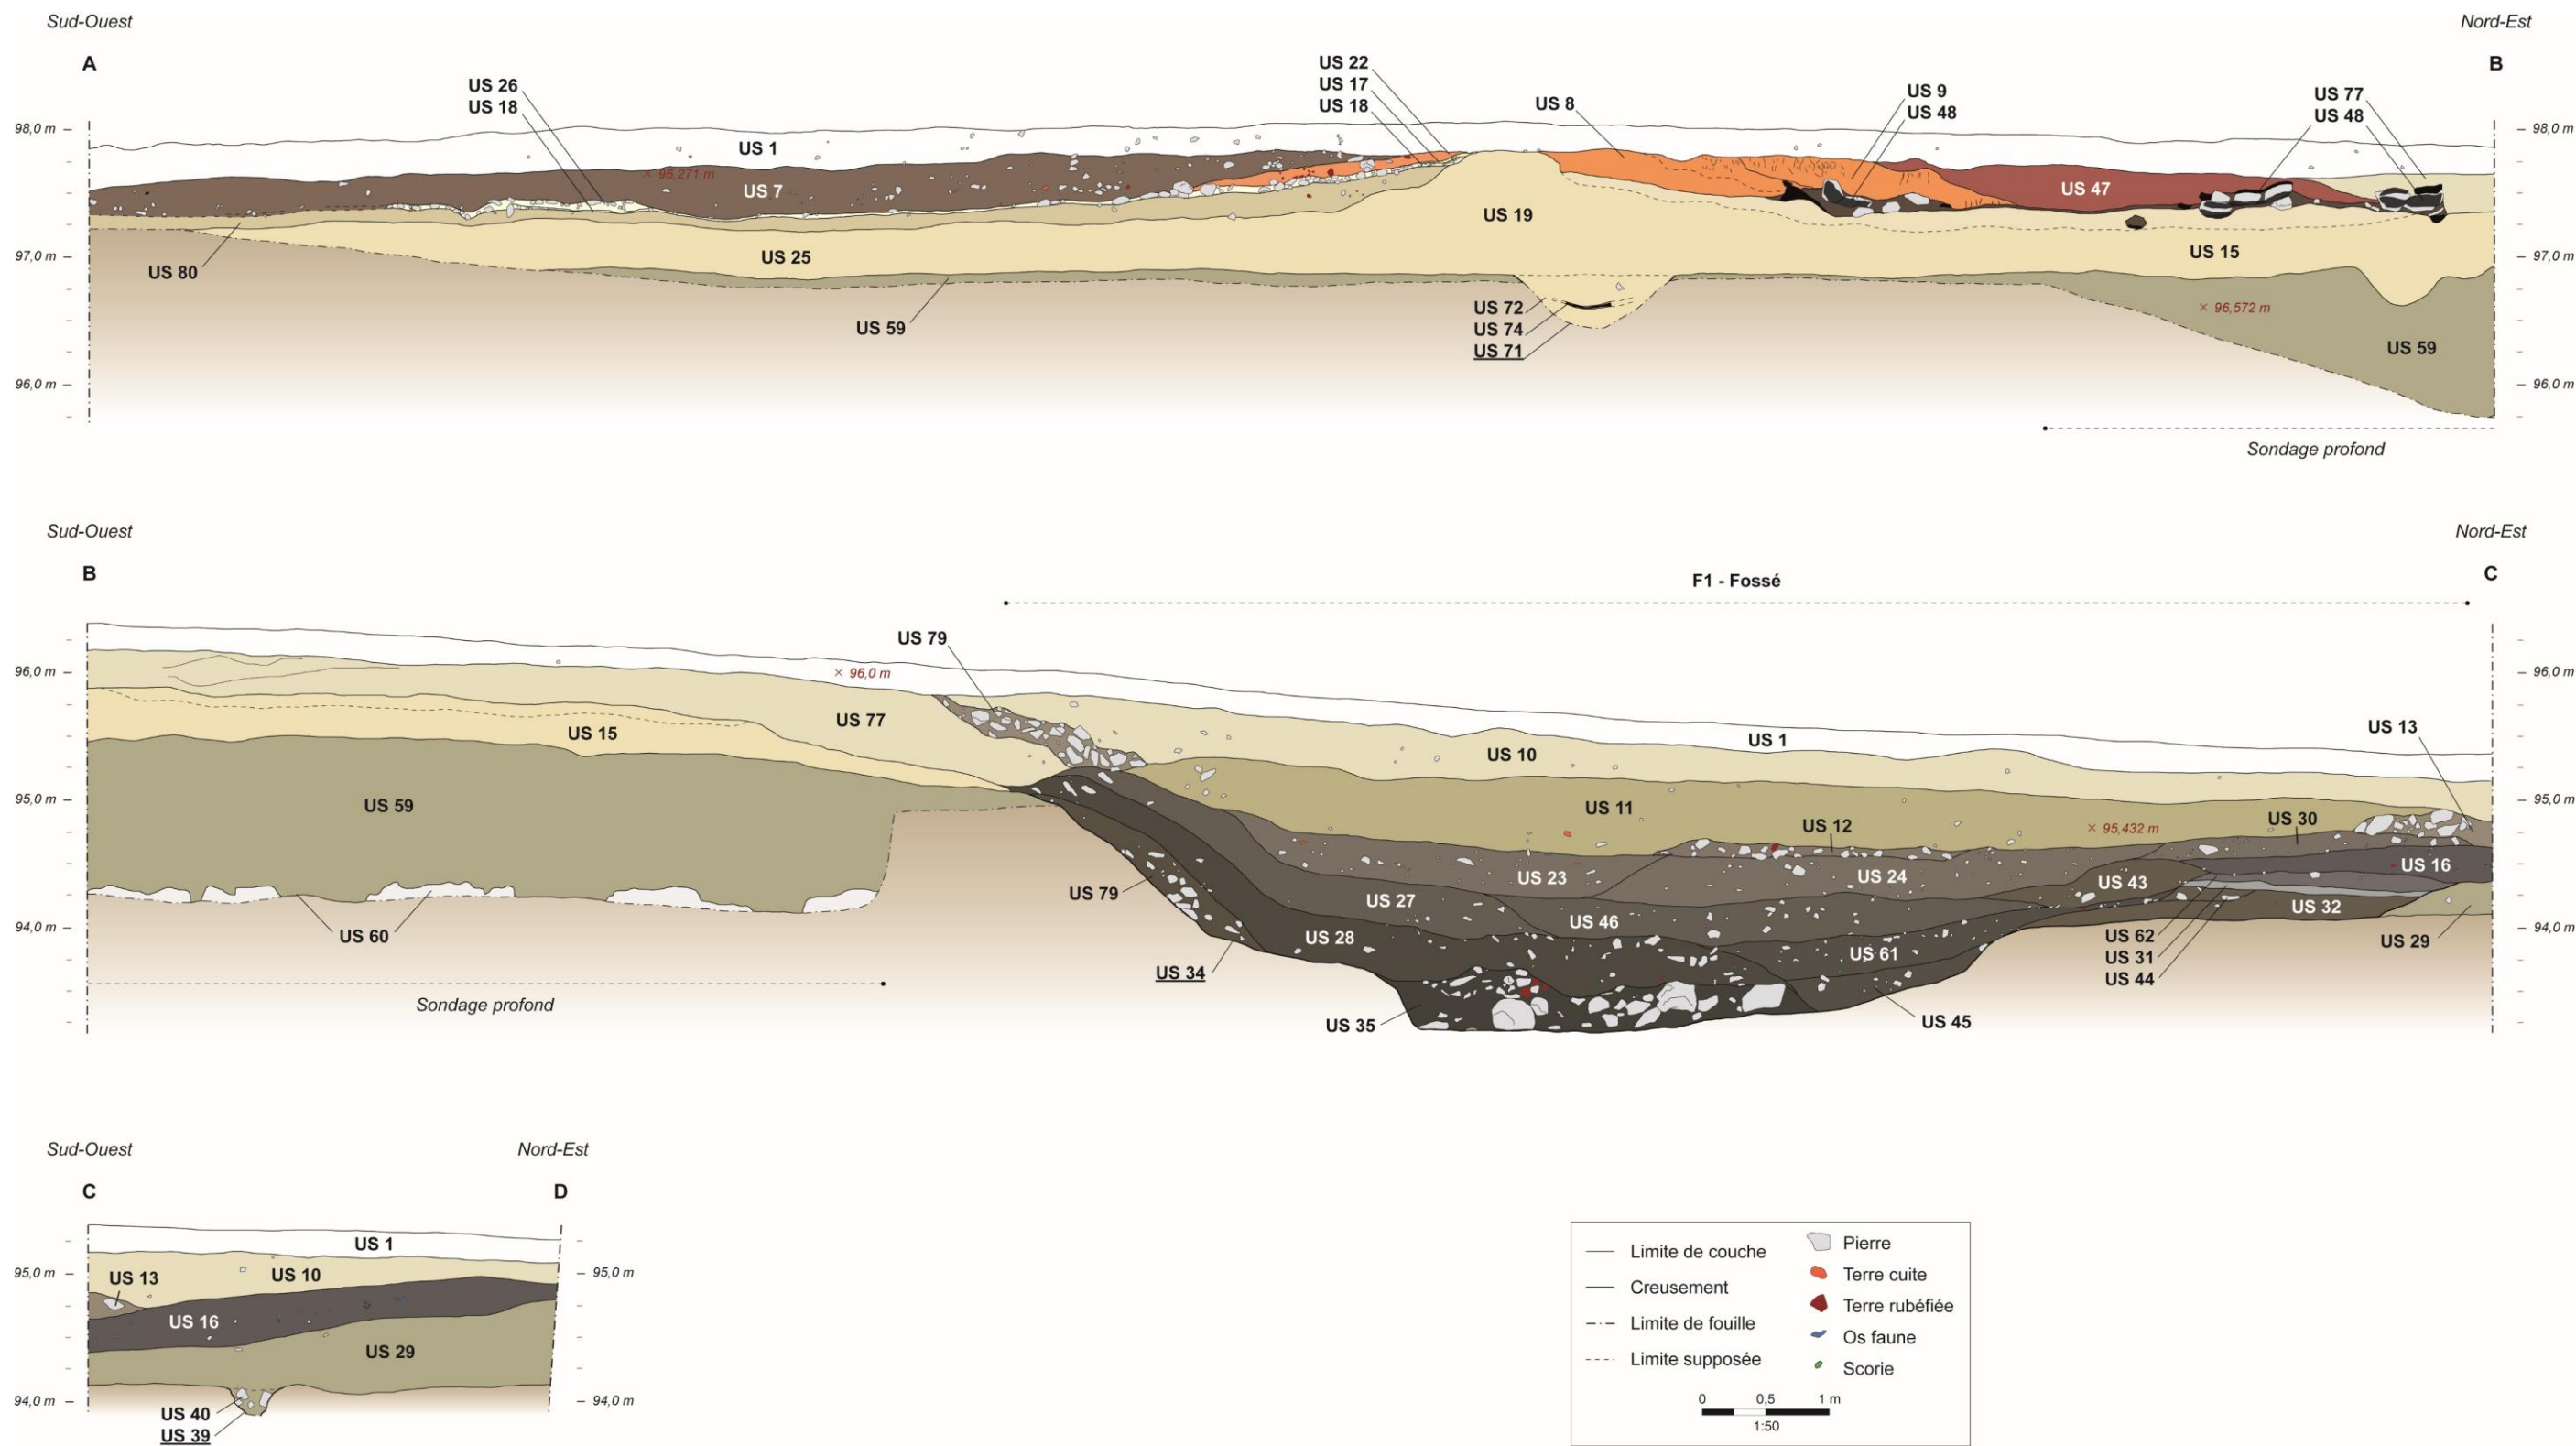 Sud-Ouest
Nord-Est
A
B
US 26
US 18
US 22
US 17
US 18
US 8
US 9
US 48
US 77
US 48
98,0 m
98,0 m
US 1
96,271 m
US 7
US 47
US 19
US 80
US 25
US 15
97,0 m
97,0 m
US 59
US 72
US 74
US 71
96,572 m
US 59
96,0 m
96,0 m
Sondage profond
Sud-Ouest
Nord-Est
B
C
F1 - Fossé
US 79
96,0 m
96,0 m
96,0 m
US 77
US 15
US 10
US 1
US 13
US 59
95,0 m
95,0 m
US 11
US 12
95,432 m
US 30
US 16
US 23
US 24
US 43
US 79
US 27
US 46
US 32
US 60
94,0 m
94,0 m
US 28
US 61
US 62
US 31
US 44
US 29
US 34
Sondage profond
US 35
US 45
Sud-Ouest
Nord-Est
C
D
US 1
95,0 m
95,0 m
US 13
US 10
US 16
US 29
94,0 m
94,0 m
US 40
US 39
Limite de couche
Creusement
Limite de fouille
Limite supposée
Pierre
Terre cuite
Terre rubéfiée
Os faune
Scorie
0 0,5 1 m
1:50